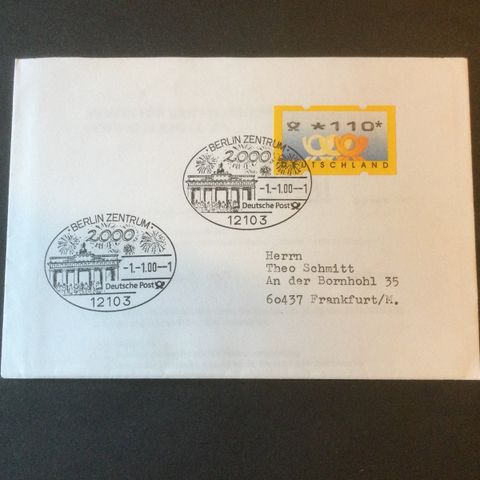 *110*
DEUTSCHLAND
BERLIN ZENTRUM
2000
-1.-1.00--1
Deutsche Post
12103
BERLIN ZENTRUM
2000
-1.-1.00--1
Deutsche Post
12103
Herrn
Theo Schmitt
An der Bornhohl 35
60437 Frankfurt/M.